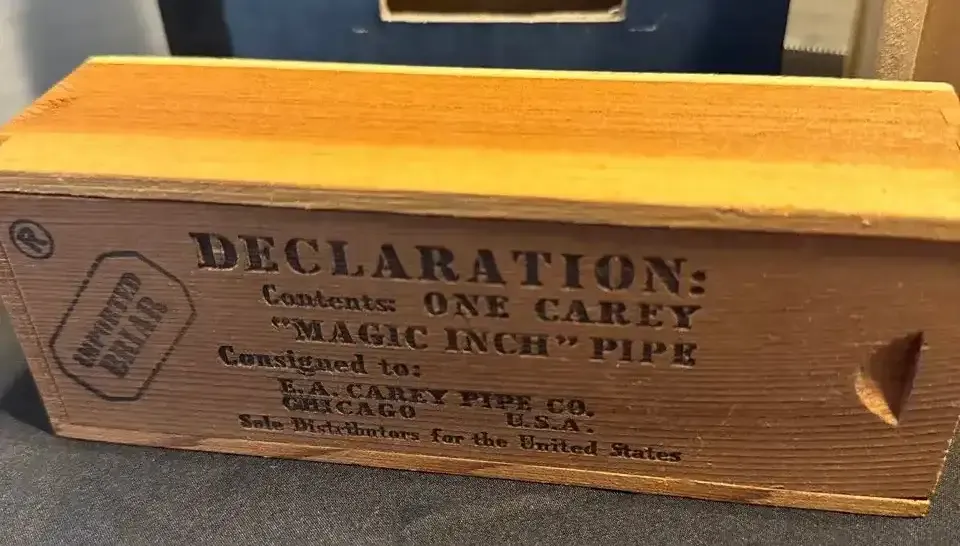 ®
IMPORTED
BRIAR
DECLARATION:
Contents: ONE CAREY
"MAGIC INCH" PIPE
Consigned to:
E.A. CAREY PIPE CO.
CHICAGO U.S.A.
Sole Distributors for the United States